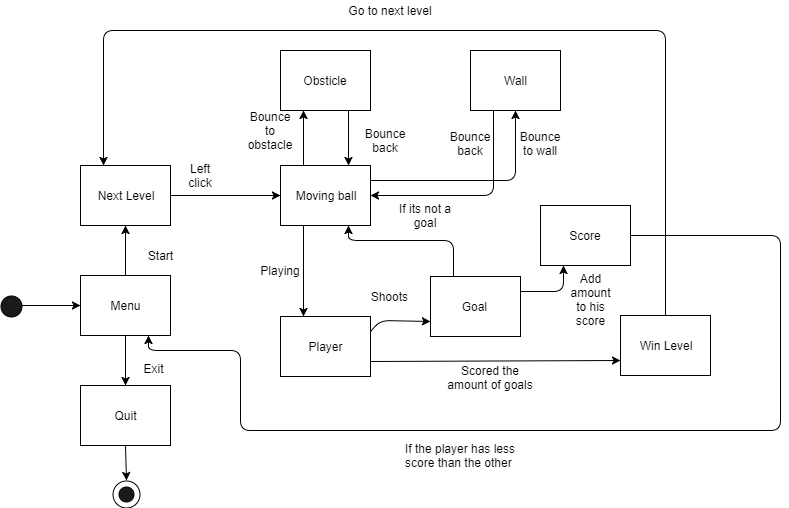 Go to next level
Obsticle
Wall
Bounce
to
obstacle
Bounce
back
Bounce
back
Bounce
to wall
Left
click
Next Level
Moving ball
If its not a
goal
Score
Start
Playing
Menu
Shoots
Goal
Add
amount
to his
score
Player
Win Level
Exit
Scored the
amount of goals
Quit
If the player has less
score than the other